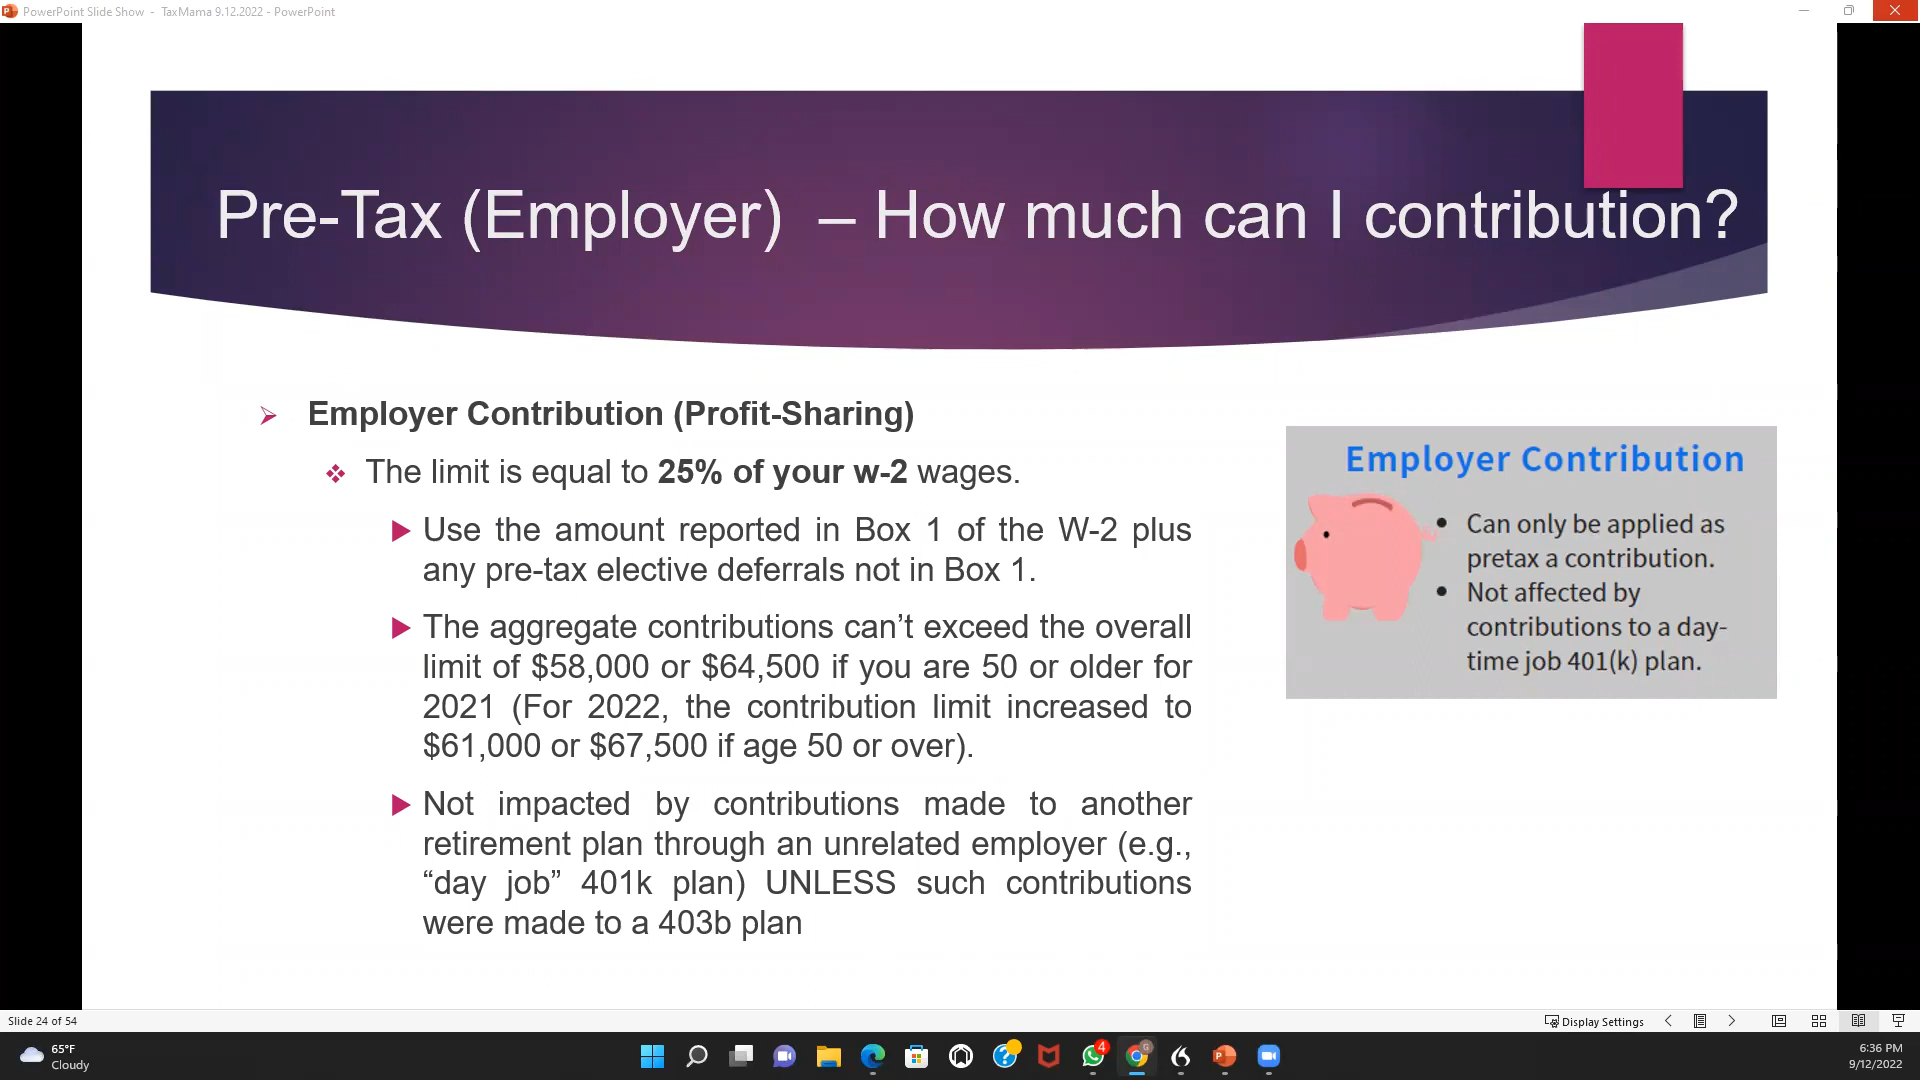 PowerPoint Slide Show - TaxMama 9.12.2022 - PowerPoint
Pre-Tax (Employer) – How much can I contribution?
Employer Contribution (Profit-Sharing)
The limit is equal to 25% of your w-2 wages.
Use the amount reported in Box 1 of the W-2 plus
any pre-tax elective deferrals not in Box 1.
The aggregate contributions can’t exceed the overall
limit of $58,000 or $64,500 if you are 50 or older for
2021 (For 2022, the contribution limit increased to
$61,000 or $67,500 if age 50 or over).
Not impacted by contributions made to another
retirement plan through an unrelated employer (e.g.,
“day job” 401k plan) UNLESS such contributions
were made to a 403b plan
Employer Contribution
Can only be applied as
pretax a contribution.
Not affected by
contributions to a day-
time job 401(k) plan.
Slide 24 of 54
Display Settings
65°F
Cloudy
4
G
6:36 PM
9/12/2022